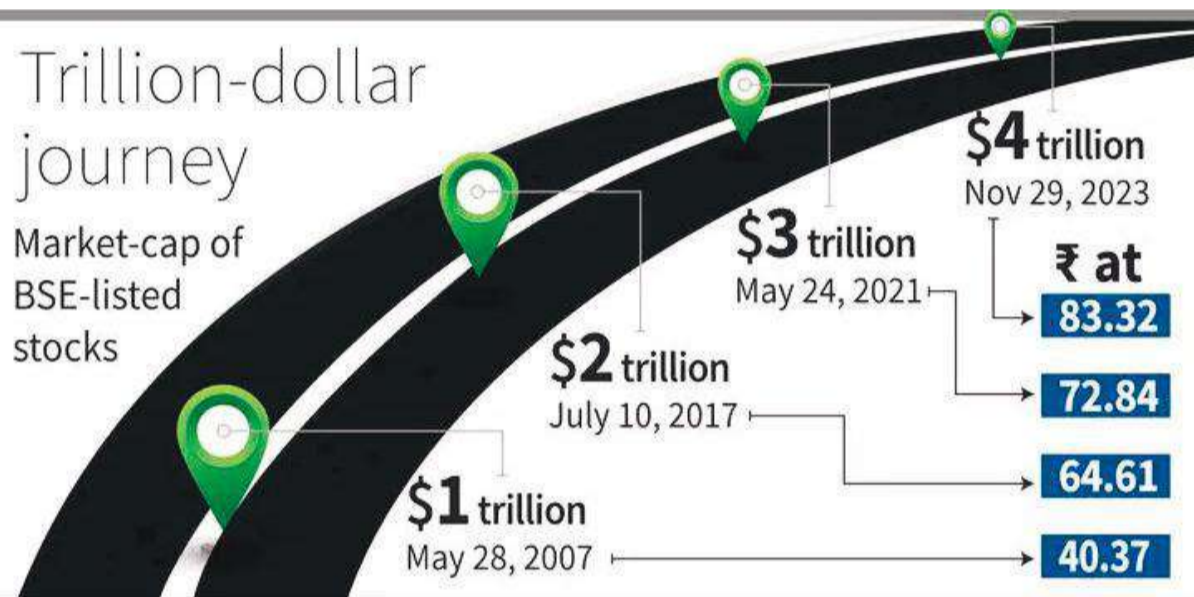 Trillion-dollar
journey
Market-cap of
BSE-listed
stocks
$4 trillion
Nov 29, 2023
$3 trillion
May 24, 2021
$2 trillion
July 10, 2017
$1 trillion
May 28, 2007
₹ at
83.32
72.84
64.61
40.37